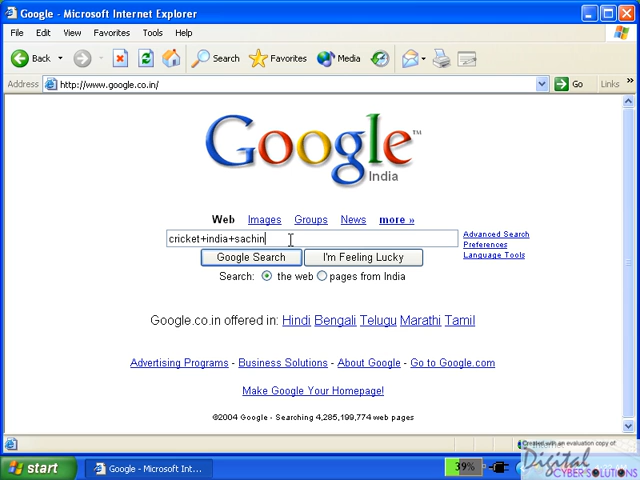 Google - Microsoft Internet Explorer
File Edit View Favorites Tools Help
Back Search Favorites Media
Address http://www.google.co.in/ Go Links »
Google™
India
Web Images Groups News more »
cricket+india+sachin
Advanced Search
Preferences
Language Tools
Google Search I'm Feeling Lucky
Search: the web pages from India
Google.co.in offered in: Hindi Bengali Telugu Marathi Tamil
Advertising Programs - Business Solutions - About Google - Go to Google.com
Make Google Your Homepage!
©2004 Google - Searching 4,285,199,774 web pages
Created with an evaluation copy of
start Google - Microsoft Int... 39%
Digital
CYBER SOLUTIONS